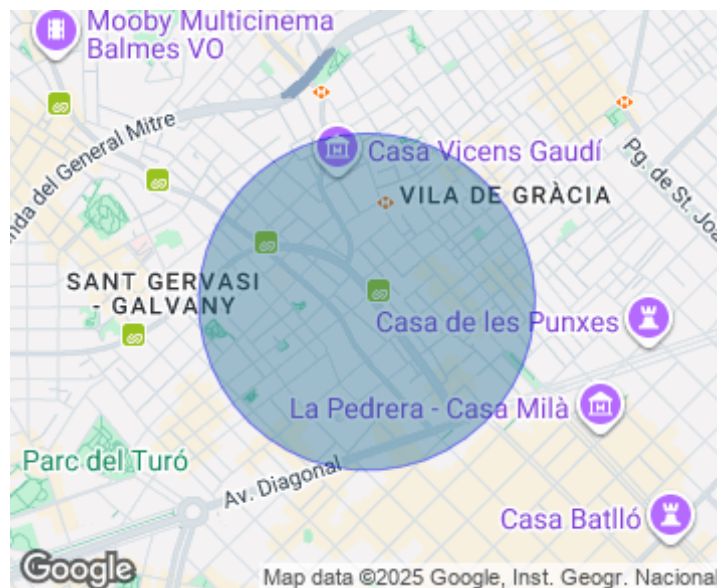 Mooby Multicinema
Balmes VO
nda del General Mitre
Casa Vicens Gaudí
Pg. de St. Joa
VILA DE GRÀCIA
SANT GERVASI
- GALVANY
Casa de les Punxes
La Pedrera - Casa Milà
Parc del Turó
Av. Diagonal
Casa Batlló
Google
Map data ©2025 Google, Inst. Geogr. Nacional